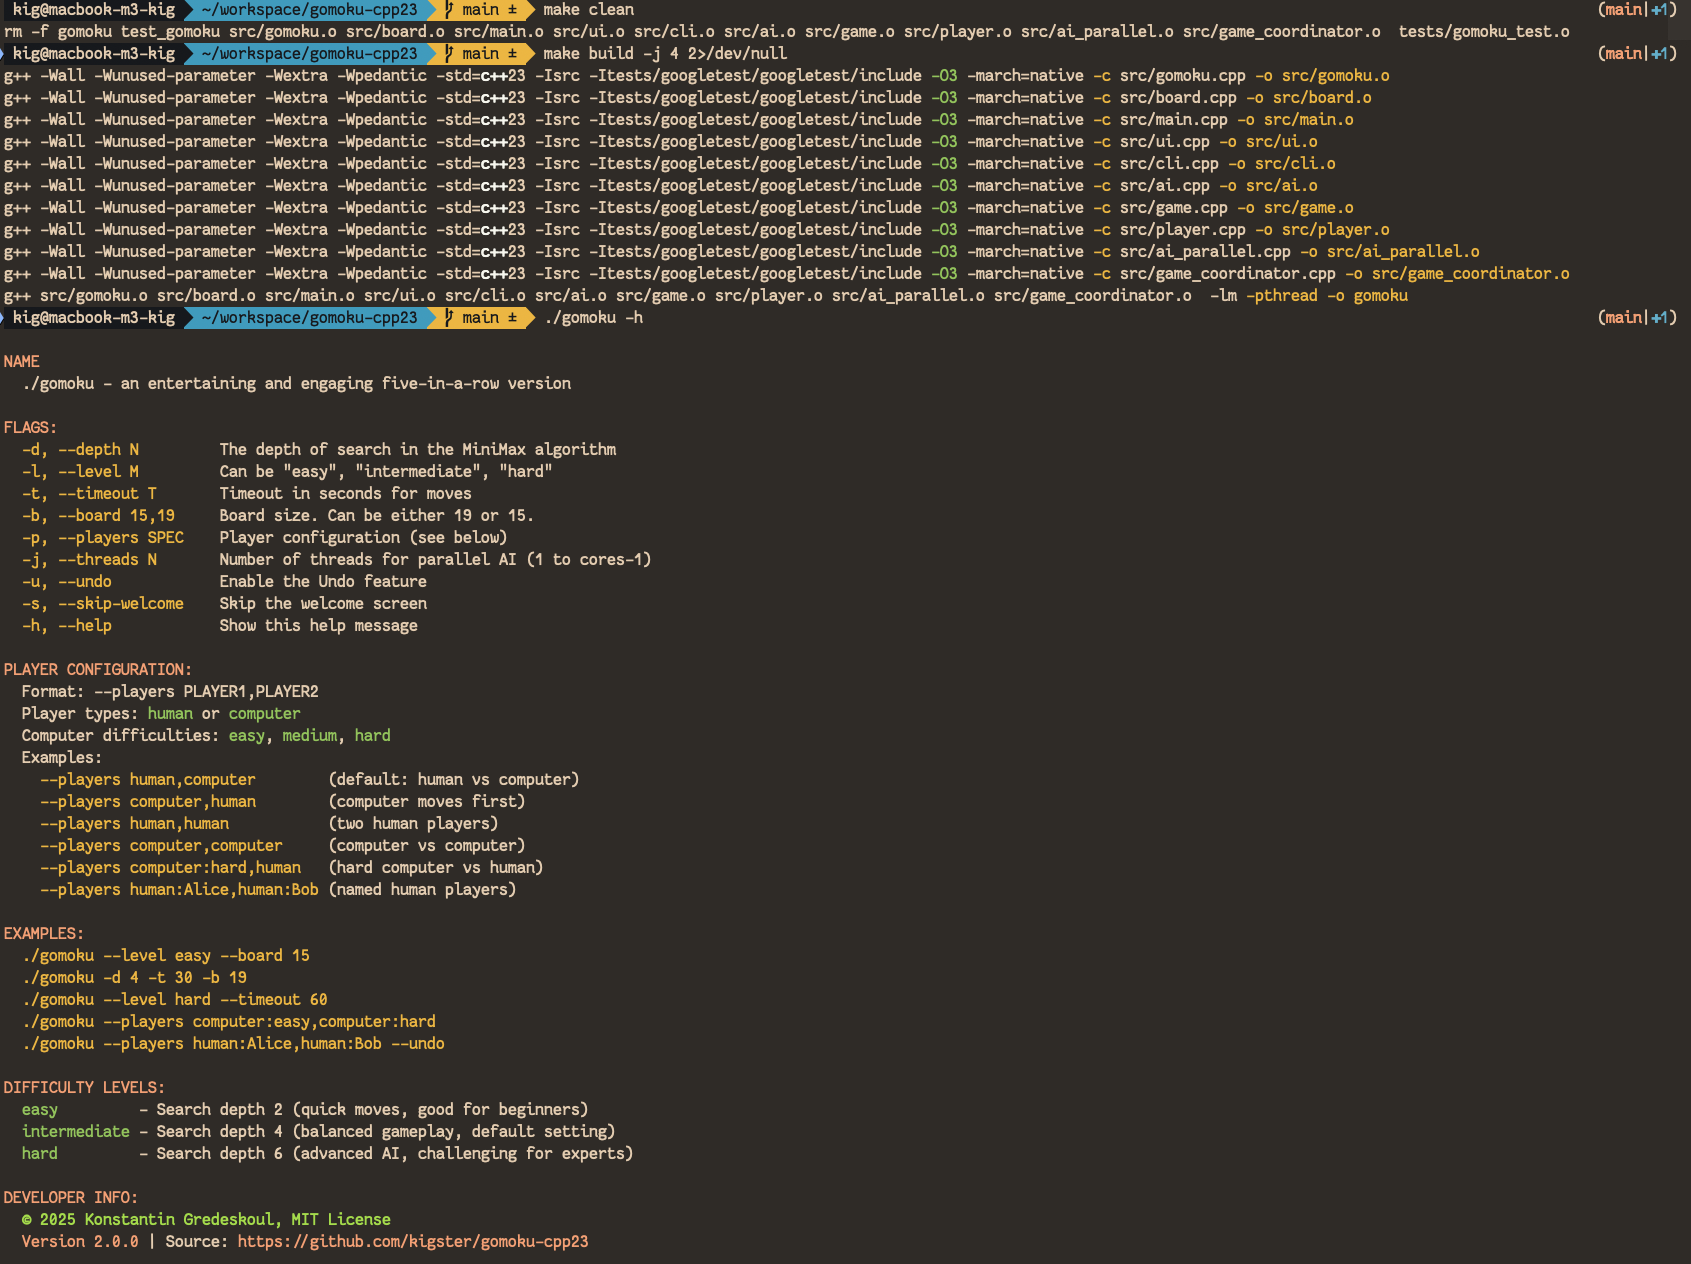 kig@macbook-m3-kig ~/workspace/gomoku-cpp23 main ± make clean (main|+1)
rm -f gomoku test_gomoku src/gomoku.o src/board.o src/main.o src/ui.o src/cli.o src/ai.o src/game.o src/player.o src/ai_parallel.o src/game_coordinator.o  tests/gomoku_test.o
kig@macbook-m3-kig ~/workspace/gomoku-cpp23 main ± make build -j 4 2>/dev/null (main|+1)
g++ -Wall -Wunused-parameter -Wextra -Wpedantic -std=c++23 -Isrc -Itests/googletest/googletest/include -O3 -march=native -c src/gomoku.cpp -o src/gomoku.o
g++ -Wall -Wunused-parameter -Wextra -Wpedantic -std=c++23 -Isrc -Itests/googletest/googletest/include -O3 -march=native -c src/board.cpp -o src/board.o
g++ -Wall -Wunused-parameter -Wextra -Wpedantic -std=c++23 -Isrc -Itests/googletest/googletest/include -O3 -march=native -c src/main.cpp -o src/main.o
g++ -Wall -Wunused-parameter -Wextra -Wpedantic -std=c++23 -Isrc -Itests/googletest/googletest/include -O3 -march=native -c src/ui.cpp -o src/ui.o
g++ -Wall -Wunused-parameter -Wextra -Wpedantic -std=c++23 -Isrc -Itests/googletest/googletest/include -O3 -march=native -c src/cli.cpp -o src/cli.o
g++ -Wall -Wunused-parameter -Wextra -Wpedantic -std=c++23 -Isrc -Itests/googletest/googletest/include -O3 -march=native -c src/ai.cpp -o src/ai.o
g++ -Wall -Wunused-parameter -Wextra -Wpedantic -std=c++23 -Isrc -Itests/googletest/googletest/include -O3 -march=native -c src/game.cpp -o src/game.o
g++ -Wall -Wunused-parameter -Wextra -Wpedantic -std=c++23 -Isrc -Itests/googletest/googletest/include -O3 -march=native -c src/player.cpp -o src/player.o
g++ -Wall -Wunused-parameter -Wextra -Wpedantic -std=c++23 -Isrc -Itests/googletest/googletest/include -O3 -march=native -c src/ai_parallel.cpp -o src/ai_parallel.o
g++ -Wall -Wunused-parameter -Wextra -Wpedantic -std=c++23 -Isrc -Itests/googletest/googletest/include -O3 -march=native -c src/game_coordinator.cpp -o src/game_coordinator.o
g++ src/gomoku.o src/board.o src/main.o src/ui.o src/cli.o src/ai.o src/game.o src/player.o src/ai_parallel.o src/game_coordinator.o  -lm -pthread -o gomoku
kig@macbook-m3-kig ~/workspace/gomoku-cpp23 main ± ./gomoku -h (main|+1)
NAME
./gomoku - an entertaining and engaging five-in-a-row version
FLAGS:
-d, --depth N         The depth of search in the MiniMax algorithm
-l, --level M         Can be "easy", "intermediate", "hard"
-t, --timeout T       Timeout in seconds for moves
-b, --board 15,19     Board size. Can be either 19 or 15.
-p, --players SPEC    Player configuration (see below)
-j, --threads N       Number of threads for parallel AI (1 to cores-1)
-u, --undo            Enable the Undo feature
-s, --skip-welcome    Skip the welcome screen
-h, --help            Show this help message
PLAYER CONFIGURATION:
Format: --players PLAYER1,PLAYER2
Player types: human or computer
Computer difficulties: easy, medium, hard
Examples:
--players human,computer        (default: human vs computer)
--players computer,human        (computer moves first)
--players human,human           (two human players)
--players computer,computer     (computer vs computer)
--players computer:hard,human   (hard computer vs human)
--players human:Alice,human:Bob (named human players)
EXAMPLES:
./gomoku --level easy --board 15
./gomoku -d 4 -t 30 -b 19
./gomoku --level hard --timeout 60
./gomoku --players computer:easy,computer:hard
./gomoku --players human:Alice,human:Bob --undo
DIFFICULTY LEVELS:
easy         - Search depth 2 (quick moves, good for beginners)
intermediate - Search depth 4 (balanced gameplay, default setting)
hard         - Search depth 6 (advanced AI, challenging for experts)
DEVELOPER INFO:
© 2025 Konstantin Gredeskoul, MIT License
Version 2.0.0 | Source: https://github.com/kigster/gomoku-cpp23